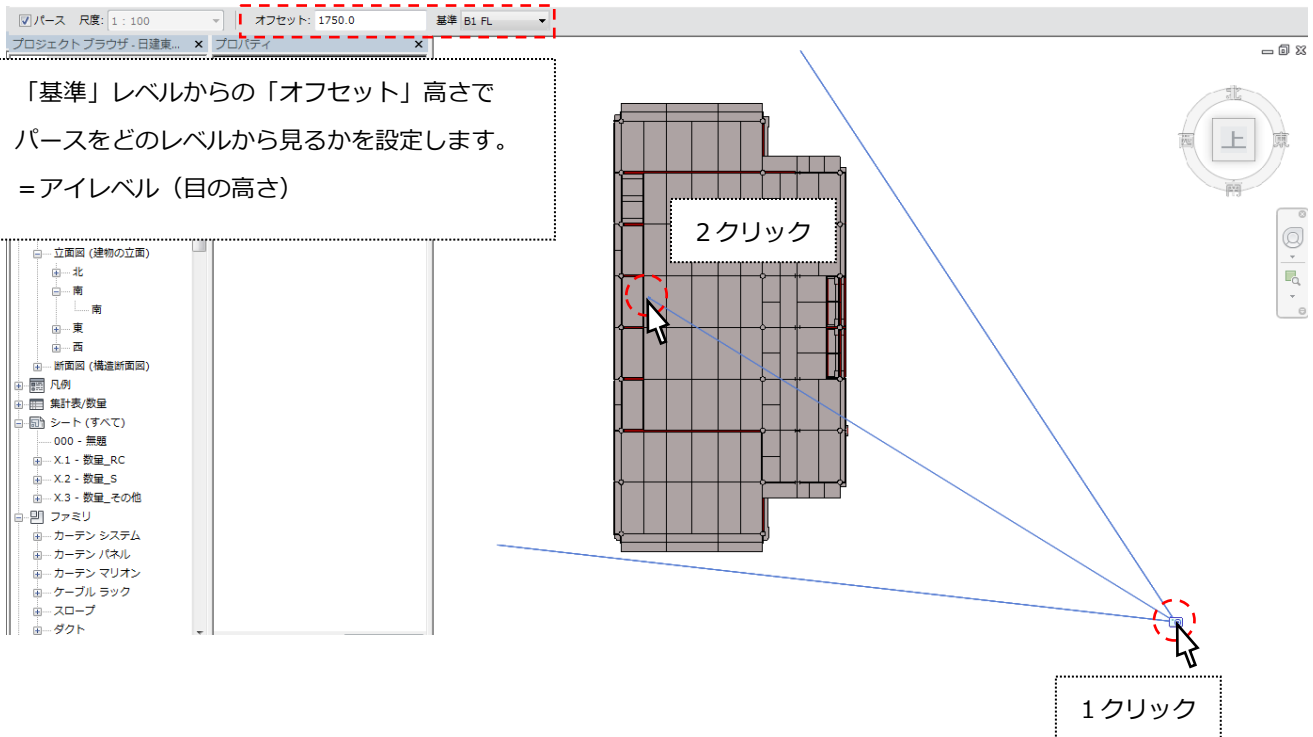 パース 尺度: 1 : 100 オフセット: 1750.0 基準 B1 FL
プロジェクト ブラウザ - 日建東... プロパティ
「基準」レベルからの「オフセット」高さで
パースをどのレベルから見るかを設定します。
=アイレベル(目の高さ)
立面図 (建物の立面)
北
南
南
東
西
断面図 (構造断面図)
凡例
集計表/数量
シート (すべて)
000 - 無題
X.1 - 数量_RC
X.2 - 数量_S
X.3 - 数量_その他
ファミリ
カーテン システム
カーテン パネル
カーテン マリオン
ケーブル ラック
スロープ
ダクト
2クリック
北
西
上
東
南
1クリック